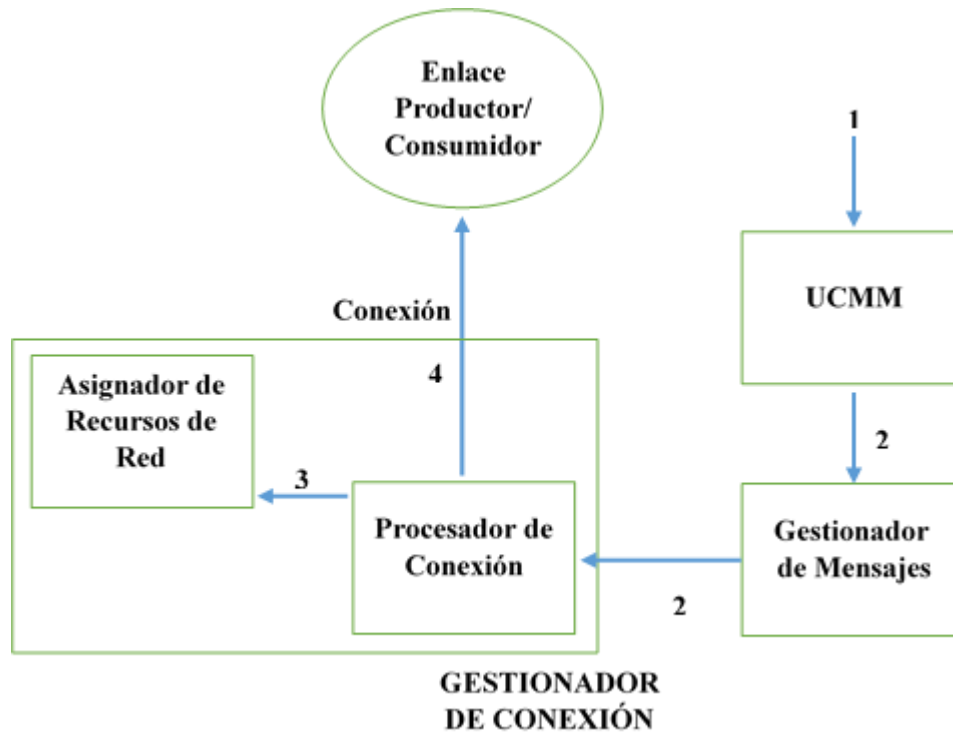 Enlace
Productor/
Consumidor
1
UCMM
Conexión
4
Asignador de
Recursos de
Red
2
3
Procesador de
Conexión
Gestionador
de Mensajes
2
GESTIONADOR
DE CONEXIÓN